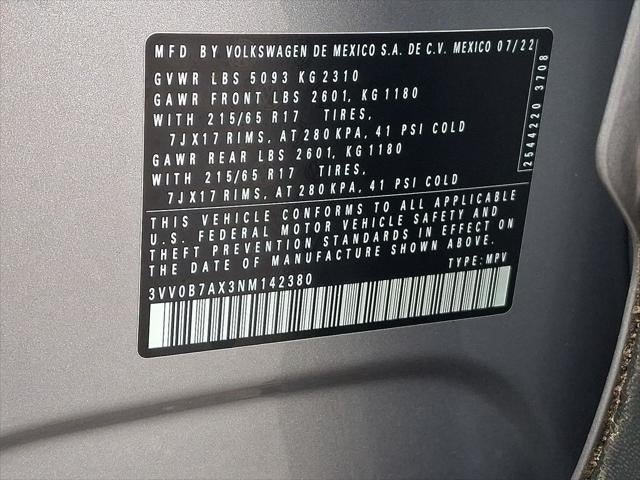 MFD BY VOLKSWAGEN DE MEXICO S.A. DE C.V. MEXICO 07/22
GVWR LBS 5093 KG 2310
GAWR FRONT LBS 2601, KG 1180
WITH 215/65 R17 TIRES,
7JX17 RIMS, AT 280 KPA, 41 PSI COLD
GAWR REAR LBS 2601, KG 1180
WITH 215/65 R17 TIRES,
7JX17 RIMS, AT 280 KPA, 41 PSI COLD
2544220 3708
THIS VEHICLE CONFORMS TO ALL APPLICABLE
U.S. FEDERAL MOTOR VEHICLE SAFETY AND
THEFT PREVENTION STANDARDS IN EFFECT ON
THE DATE OF MANUFACTURE SHOWN ABOVE.
3VV0B7AX3NM142380 TYPE: MPV